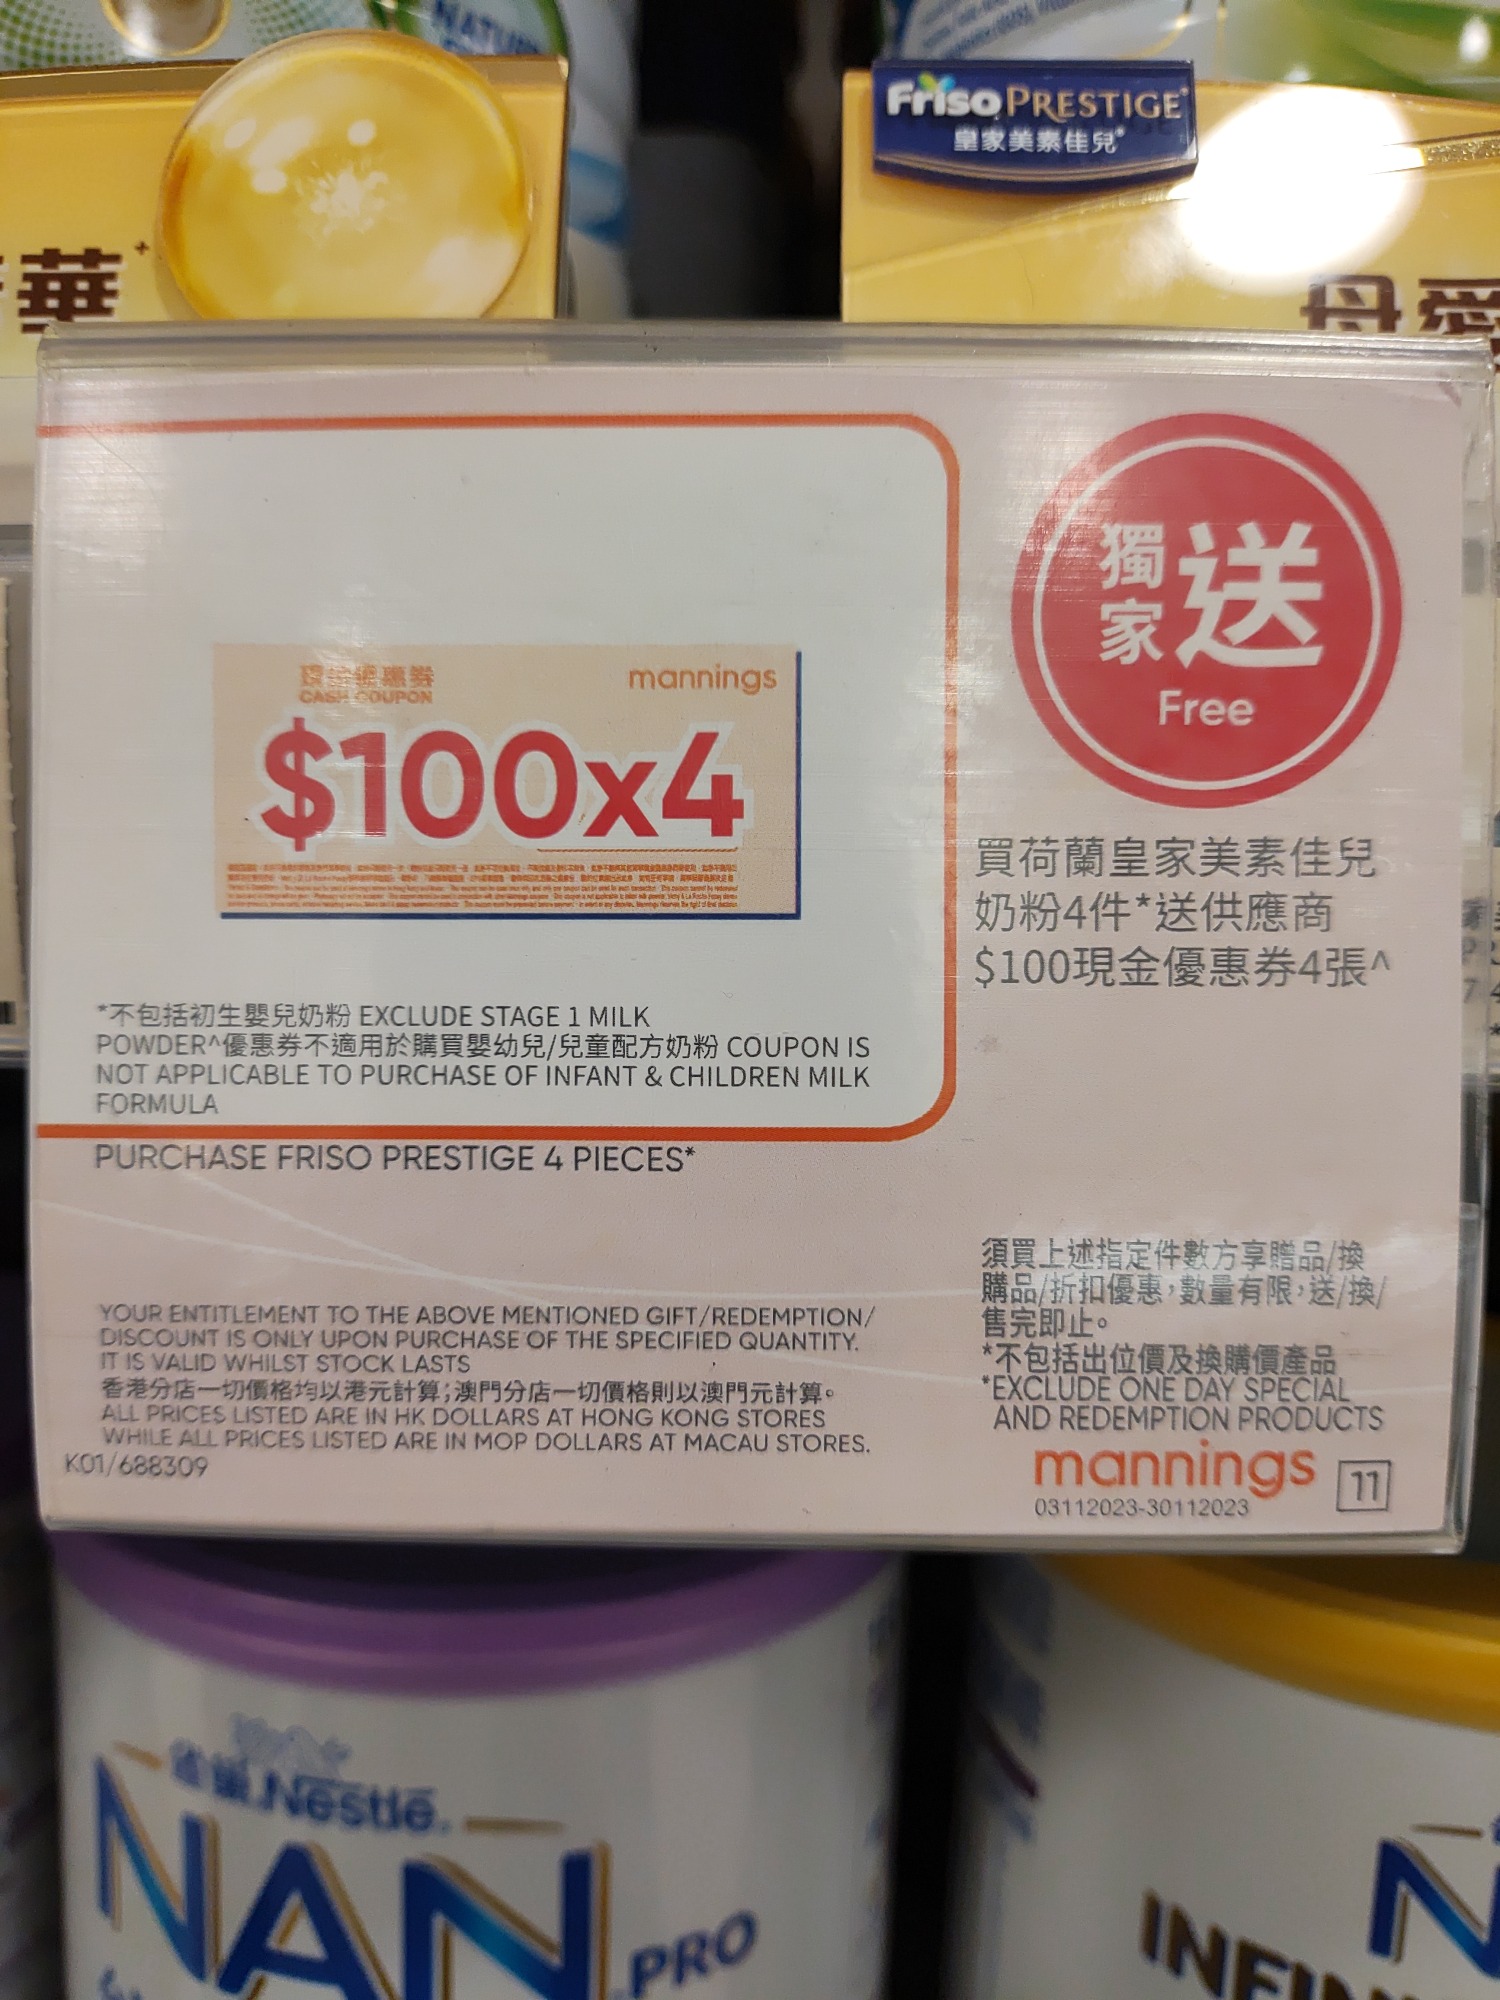 NATUR
Friso PRESTIGE
皇家美素佳兒
華+
母愛
獨家 送
Free
現金優惠券
CASH COUPON
mannings
$100x4
買荷蘭皇家美素佳兒
奶粉4件*送供應商
$100現金優惠券4張^
*不包括初生嬰兒奶粉 EXCLUDE STAGE 1 MILK
POWDER^優惠券不適用於購買嬰幼兒/兒童配方奶粉 COUPON IS
NOT APPLICABLE TO PURCHASE OF INFANT & CHILDREN MILK
FORMULA
PURCHASE FRISO PRESTIGE 4 PIECES*
YOUR ENTITLEMENT TO THE ABOVE MENTIONED GIFT/REDEMPTION/
DISCOUNT IS ONLY UPON PURCHASE OF THE SPECIFIED QUANTITY.
IT IS VALID WHILST STOCK LASTS
香港分店一切價格均以港元計算;澳門分店一切價格則以澳門元計算。
ALL PRICES LISTED ARE IN HK DOLLARS AT HONG KONG STORES
WHILE ALL PRICES LISTED ARE IN MOP DOLLARS AT MACAU STORES.
K01/688309
須買上述指定件數方享贈品/換
購品/折扣優惠,數量有限,送/換/
售完即止。
*不包括出位價及換購價產品
*EXCLUDE ONE DAY SPECIAL
AND REDEMPTION PRODUCTS
mannings 11
03112023-30112023
雀巢 Nestlé
NAN
PRO
N
INFIN